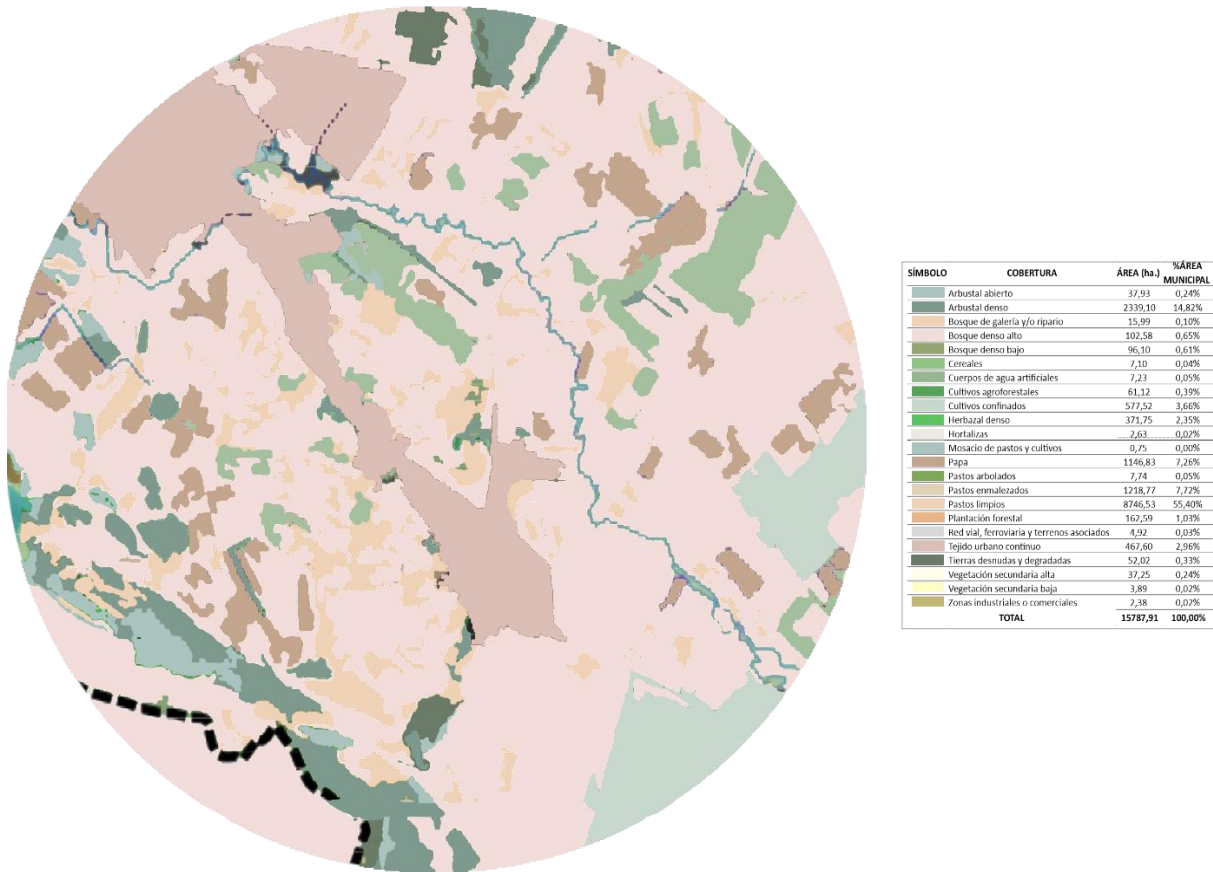 SÍMBOLO COBERTURA ÁREA (ha.) %ÁREA MUNICIPAL
Arbustal abierto 37,93 0,24%
Arbustal denso 2339,10 14,82%
Bosque de galería y/o ripario 15,99 0,10%
Bosque denso alto 102,58 0,65%
Bosque denso bajo 96,10 0,61%
Cereales 7,10 0,04%
Cuerpos de agua artificiales 7,23 0,05%
Cultivos agroforestales 61,12 0,39%
Cultivos confinados 577,52 3,66%
Herbazal denso 371,75 2,35%
Hortalizas 2,63 0,02%
Mosacio de pastos y cultivos 0,75 0,00%
Papa 1146,83 7,26%
Pastos arbolados 7,74 0,05%
Pastos enmalezados 1218,77 7,72%
Pastos limpios 8746,53 55,40%
Plantación forestal 162,59 1,03%
Red vial, ferroviaria y terrenos asociados 4,92 0,03%
Tejido urbano continuo 467,60 2,96%
Tierras desnudas y degradadas 52,02 0,33%
Vegetación secundaria alta 37,25 0,24%
Vegetación secundaria baja 3,89 0,02%
Zonas industriales o comerciales 2,38 0,02%
TOTAL 15787,91 100,00%